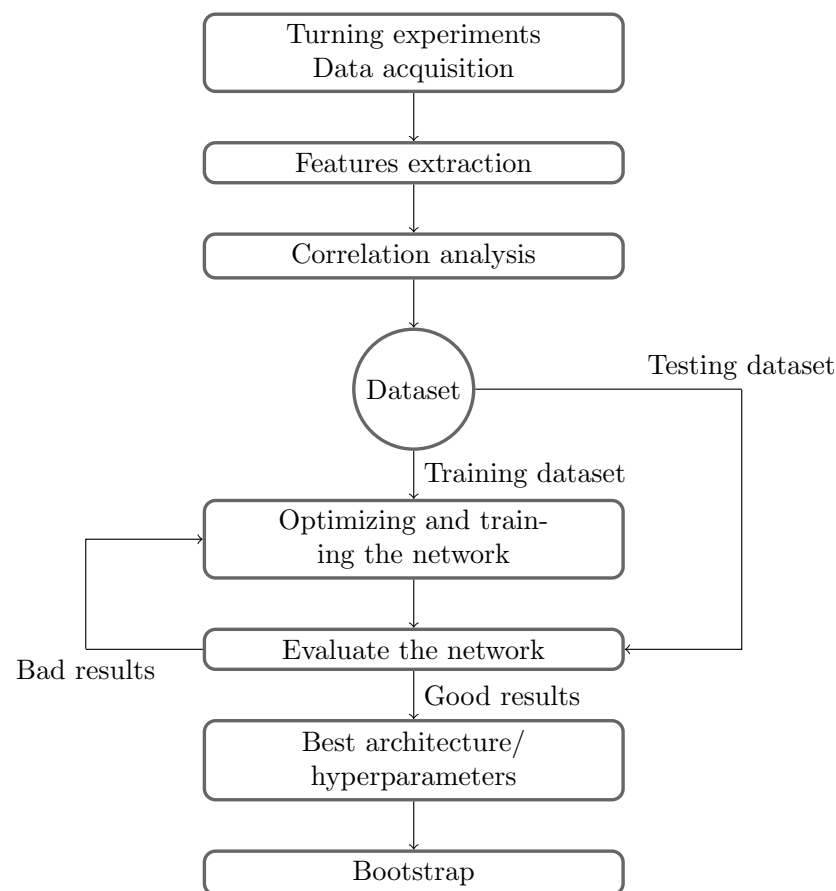 Turning experiments
Data acquisition
Features extraction
Correlation analysis
Testing dataset
Dataset
Training dataset
Optimizing and train-
ing the network
Evaluate the network
Bad results
Good results
Best architecture/
hyperparameters
Bootstrap